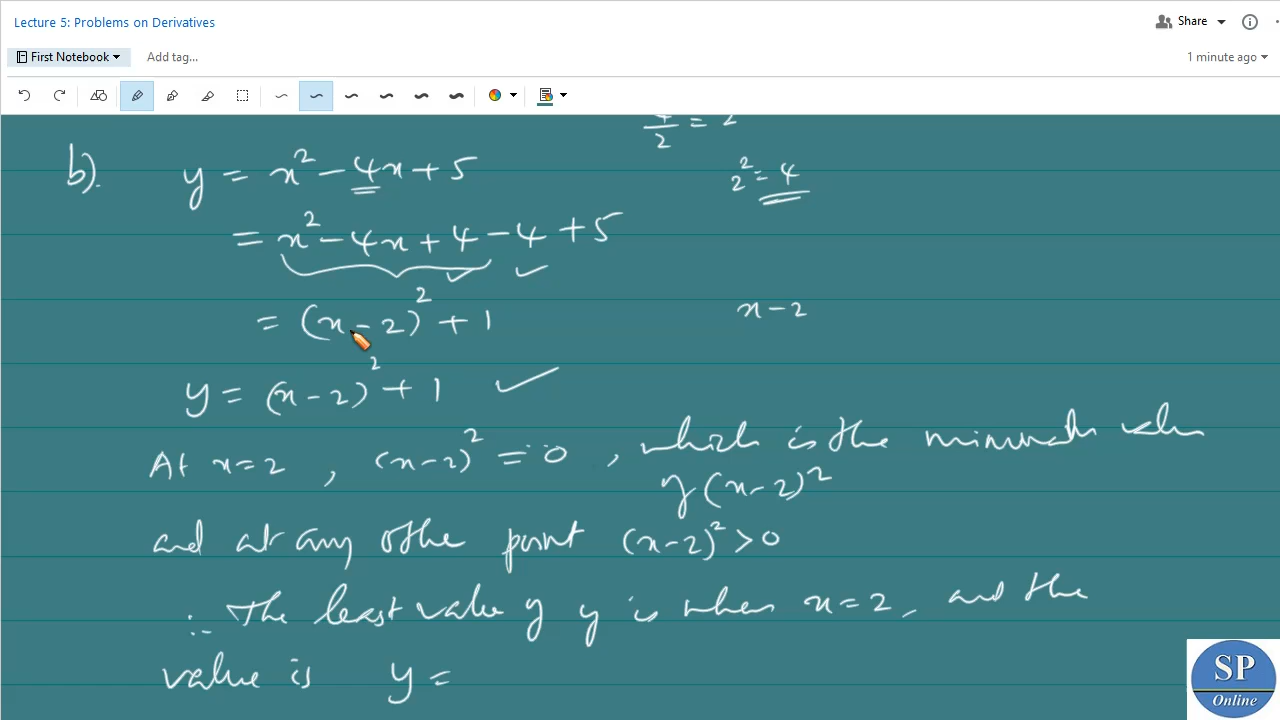 Lecture 5: Problems on Derivatives
Share
First Notebook
Add tag...
1 minute ago
4/2 = 2
b). y = x² - 4x + 5
2² = 4
= x² - 4x + 4 - 4 + 5
= (x - 2)² + 1
x - 2
y = (x - 2)² + 1 ✓
At x = 2 , (x - 2)² = 0 , which is the minimum value
of (x - 2)²
and at any other point (x - 2)² > 0
∴ The least value of y is when x = 2, and the
value is y =
SP
Online